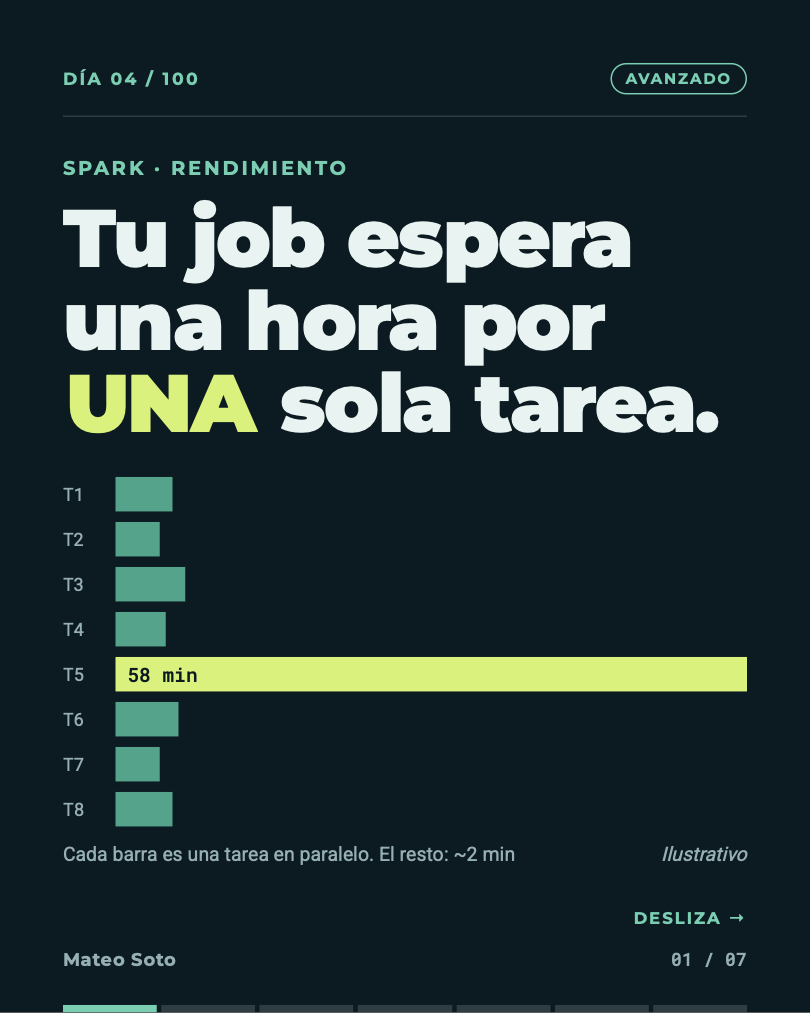 DÍA 04 / 100
AVANZADO
SPARK · RENDIMIENTO
Tu job espera
una hora por
UNA sola tarea.
T1
T2
T3
T4
T5 58 min
T6
T7
T8
Cada barra es una tarea en paralelo. El resto: ~2 min
Ilustrativo
DESLIZA →
Mateo Soto
01 / 07